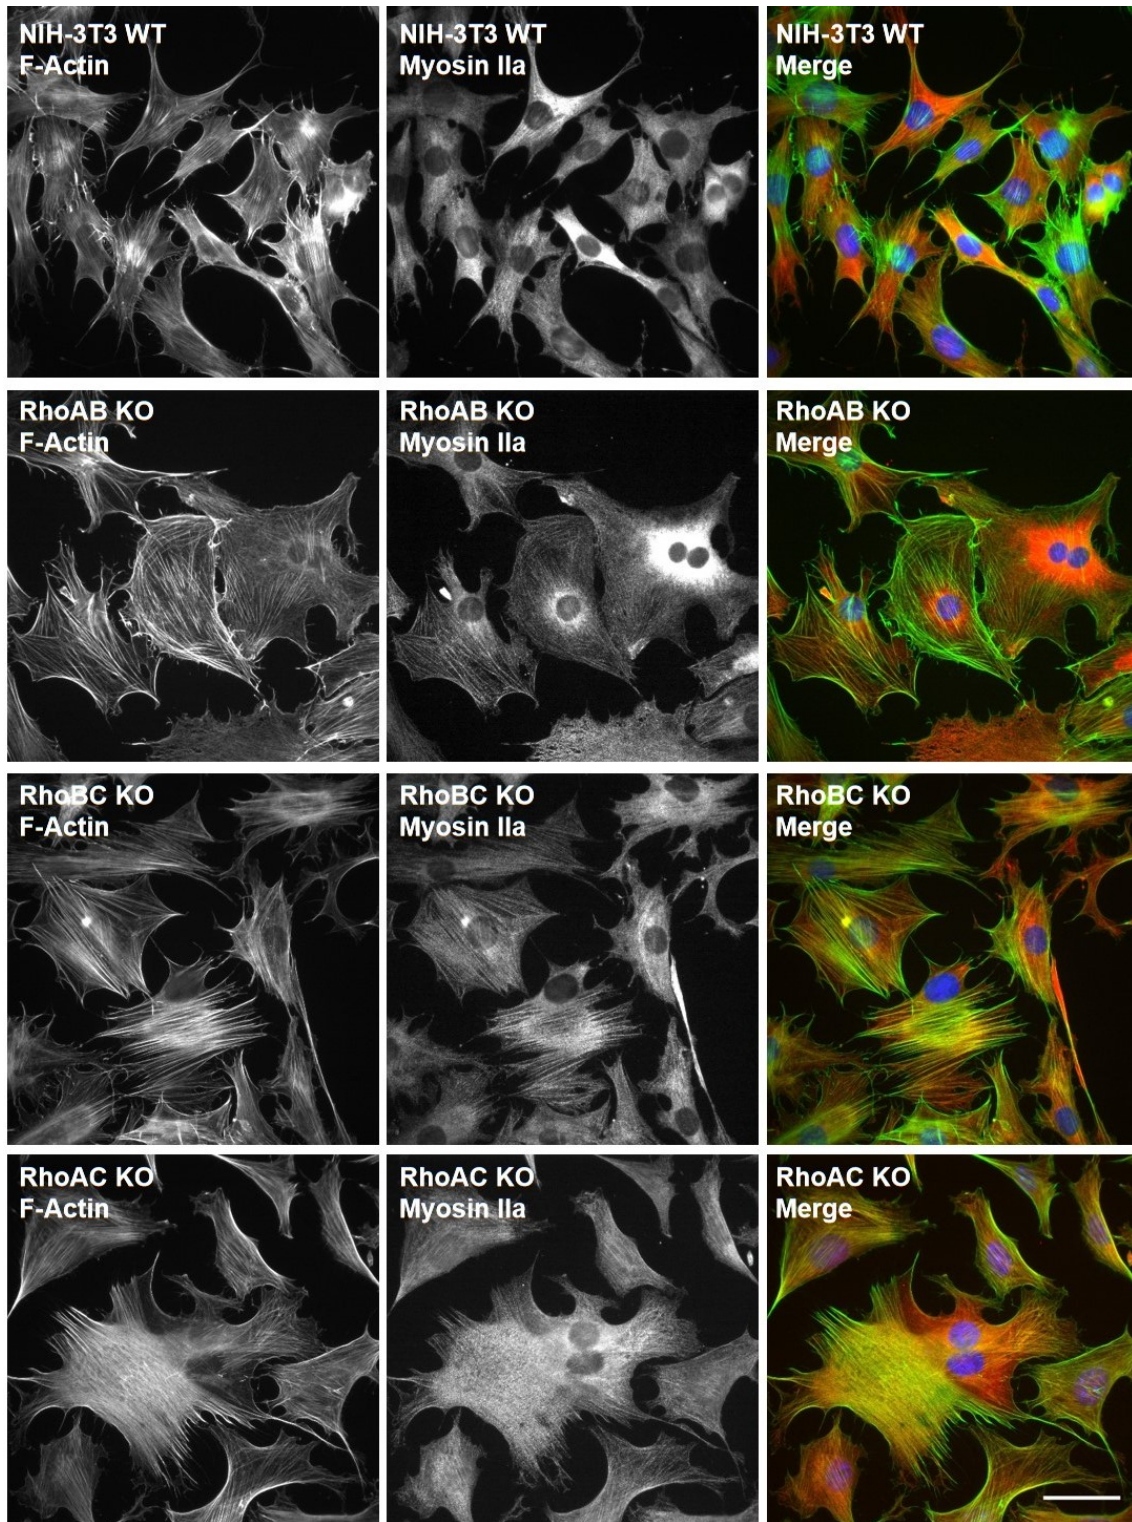 NIH-3T3 WT
F-Actin
NIH-3T3 WT
Myosin IIa
NIH-3T3 WT
Merge
RhoAB KO
F-Actin
RhoAB KO
Myosin IIa
RhoAB KO
Merge
RhoBC KO
F-Actin
RhoBC KO
Myosin IIa
RhoBC KO
Merge
RhoAC KO
F-Actin
RhoAC KO
Myosin IIa
RhoAC KO
Merge